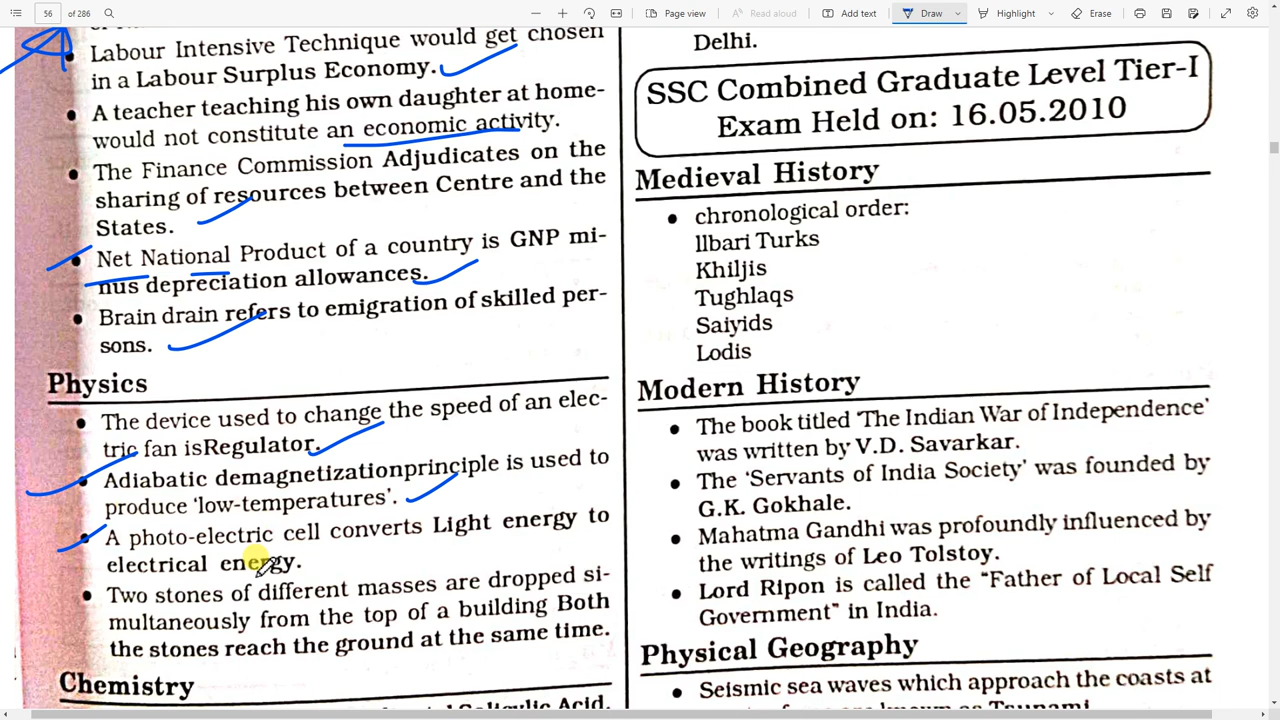 56 of 286
Page view
Read aloud
Add text
Draw
Highlight
Erase
Labour Intensive Technique would get chosen
in a Labour Surplus Economy.
A teacher teaching his own daughter at home-
would not constitute an economic activity.
The Finance Commission Adjudicates on the
sharing of resources between Centre and the
States.
Net National Product of a country is GNP mi-
nus depreciation allowances.
Brain drain refers to emigration of skilled per-
sons.
Physics
The device used to change the speed of an elec-
tric fan isRegulator.
Adiabatic demagnetizationprinciple is used to
produce 'low-temperatures'.
A photo-electric cell converts Light energy to
electrical energy.
Two stones of different masses are dropped si-
multaneously from the top of a building Both
the stones reach the ground at the same time.
Chemistry
Delhi.
SSC Combined Graduate Level Tier-I
Exam Held on: 16.05.2010
Medieval History
chronological order:
llbari Turks
Khiljis
Tughlaqs
Saiyids
Lodis
Modern History
The book titled 'The Indian War of Independence'
was written by V.D. Savarkar.
The 'Servants of India Society' was founded by
G.K. Gokhale.
Mahatma Gandhi was profoundly influenced by
the writings of Leo Tolstoy.
Lord Ripon is called the "Father of Local Self
Government" in India.
Physical Geography
Seismic sea waves which approach the coasts at